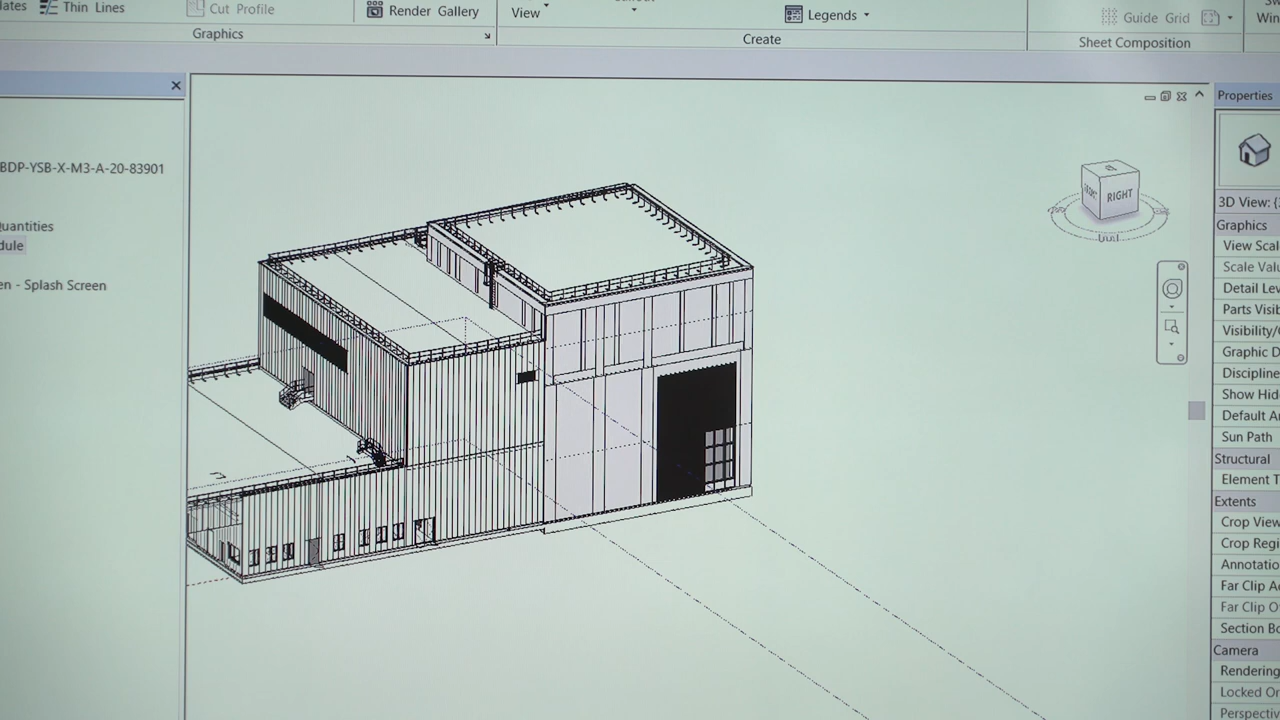 Thin Lines
Cut Profile
Render Gallery
View
Legends
Guide Grid
Graphics
Create
Sheet Composition
Properties
BDP-YSB-X-M3-A-20-83901
RIGHT
3D View:
Quantities
Graphics
View Scal
dule
Scale Valu
en - Splash Screen
Detail Lev
Parts Visib
Visibility/
Graphic D
Discipline
Show Hid
Default A
Sun Path
Structural
Element T
Extents
Crop View
Crop Regi
Annotatio
Far Clip A
Far Clip O
Section Bo
Camera
Rendering
Locked Or
Perspectiv